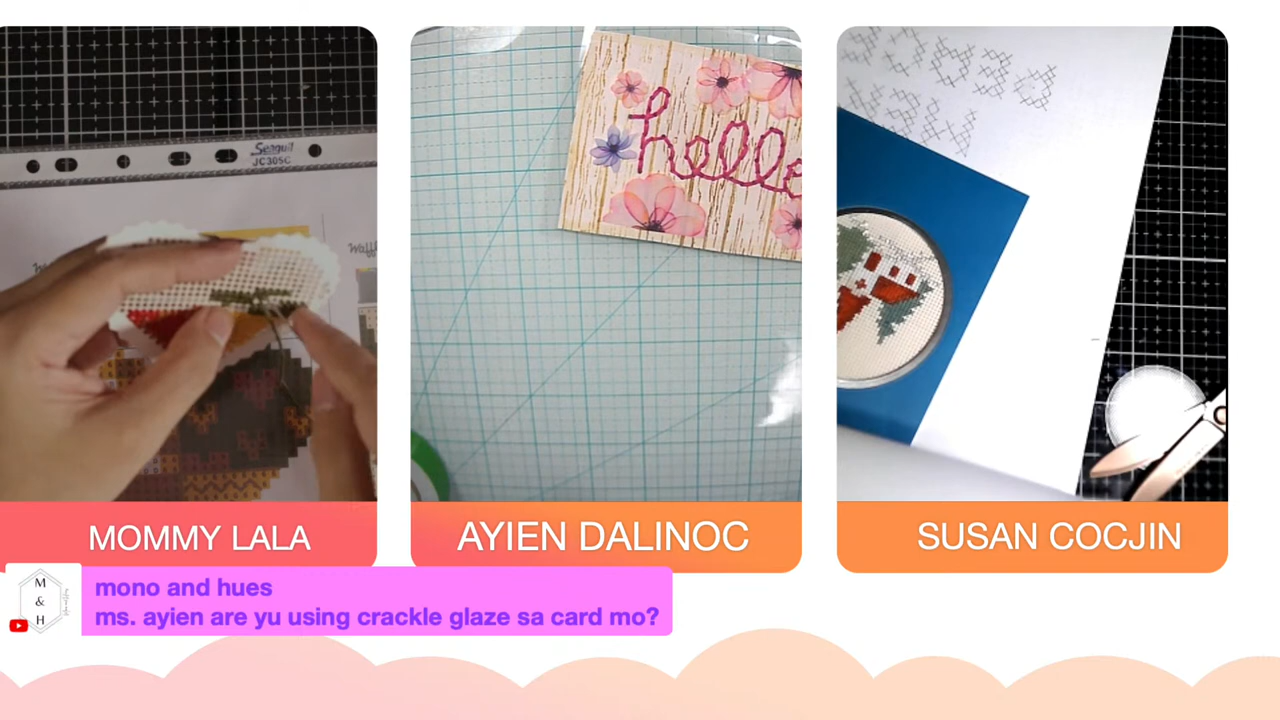 Seagull
JC305C
hello
MOMMY LALA
AYIEN DALINOC
SUSAN COCJIN
M
&
H
mono and hues
ms. ayien are yu using crackle glaze sa card mo?